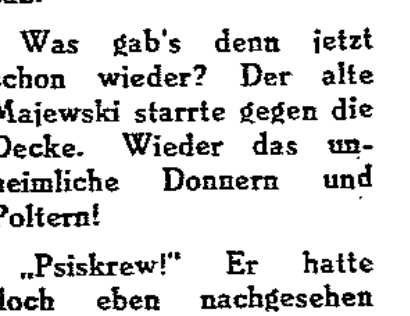 Was gab's denn jetzt
schon wieder? Der alte
Majewski starrte gegen die
Decke. Wieder das un-
heimliche Donnern und
Poltern!
„Psiskrew!" Er hatte
doch eben nachgesehen